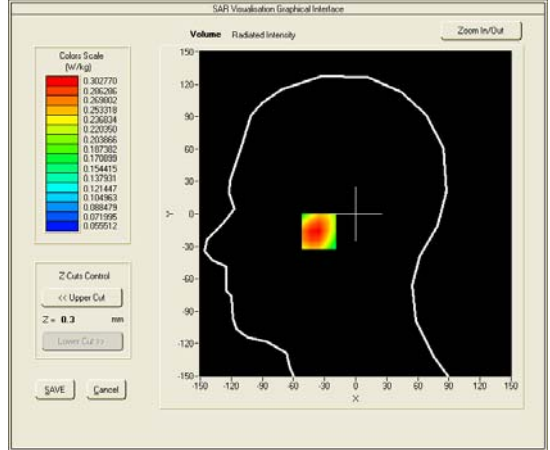 SAR Visualisation Graphical Interface
Volume Radiated Intensity
Zoom In/Out
Colors Scale
(W/kg)
0.302770
0.286286
0.269802
0.253318
0.236834
0.220350
0.203866
0.187382
0.170899
0.154415
0.137931
0.121447
0.104963
0.088479
0.071995
0.055512
Z-Cuts Control
<< Upper Cut
Z = 0.3 mm
Lower Cut >>
SAVE Cancel
150
120
90
60
30
0
-30
-60
-90
-120
-150
Y
-150 -120 -90 -60 -30 0 30 60 90 120 150
X